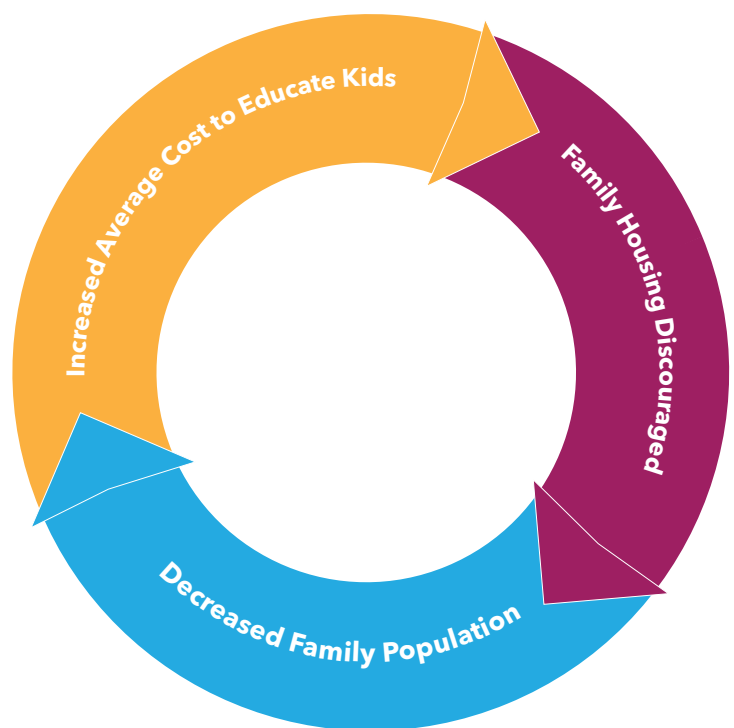 Increased Average Cost to Educate Kids
Family Housing Discouraged
Decreased Family Population